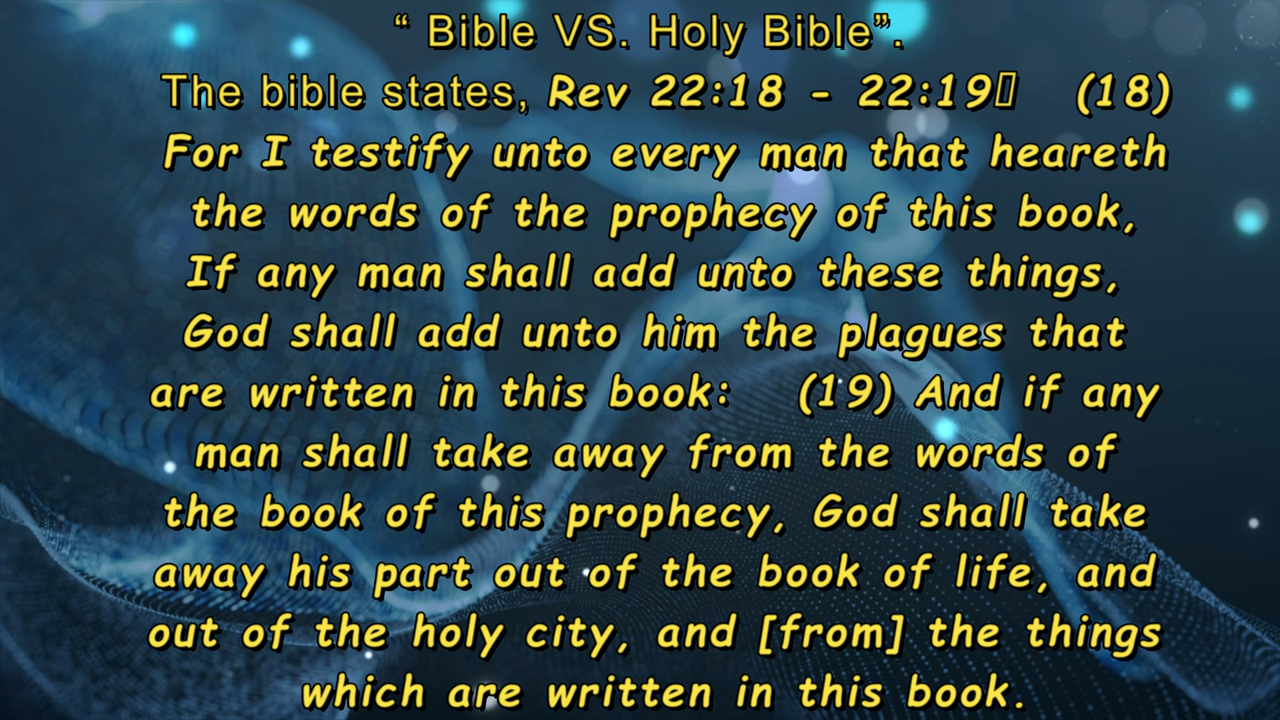 “ Bible VS. Holy Bible”.
The bible states, Rev 22:18 - 22:19▯ (18)
For I testify unto every man that heareth
the words of the prophecy of this book,
If any man shall add unto these things,
God shall add unto him the plagues that
are written in this book: (19) And if any
man shall take away from the words of
the book of this prophecy, God shall take
away his part out of the book of life, and
out of the holy city, and [from] the things
which are written in this book.